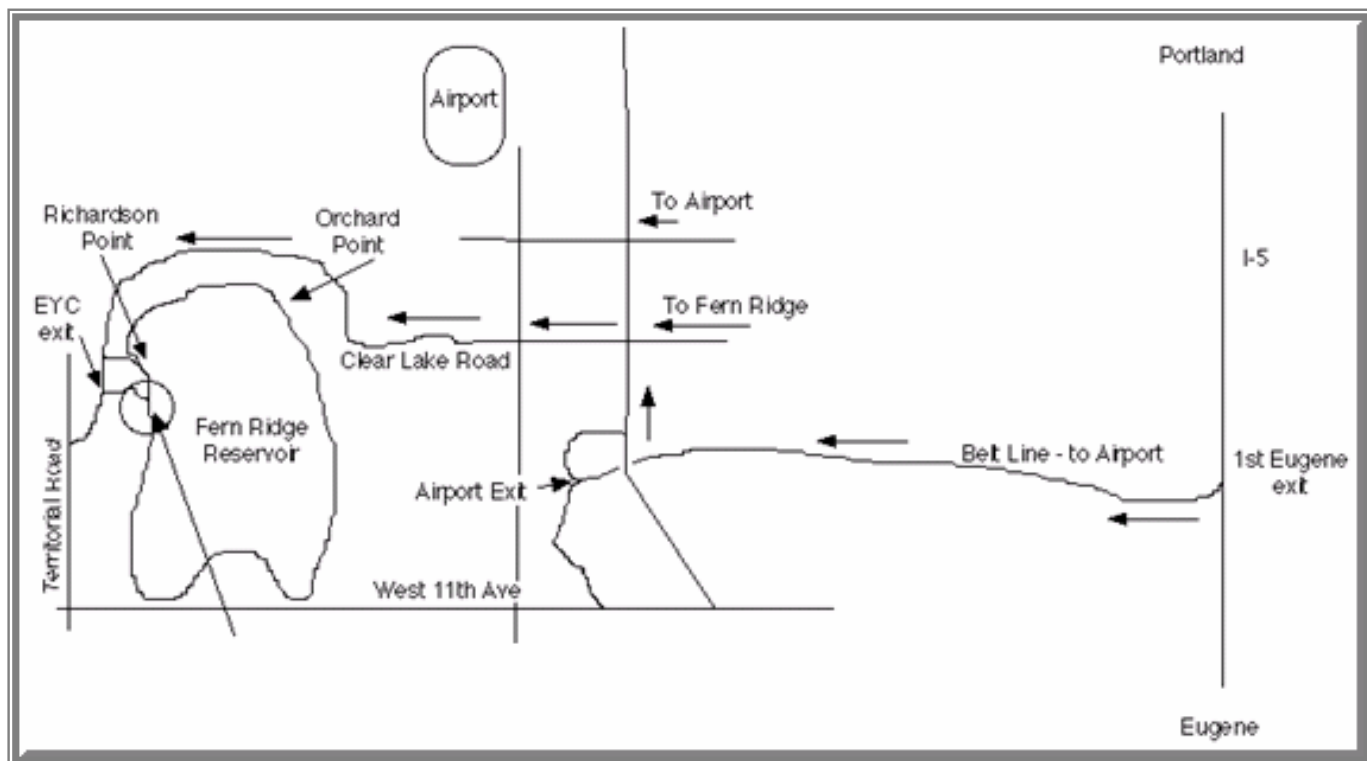 Portland
Airport
To Airport
Richardson
Point
Orchard
Point
I-5
EYC
exit
To Fern Ridge
Clear Lake Road
Fern Ridge
Reservoir
Belt Line - to Airport
1st Eugene
exit
Airport Exit
Territorial Road
West 11th Ave
Eugene